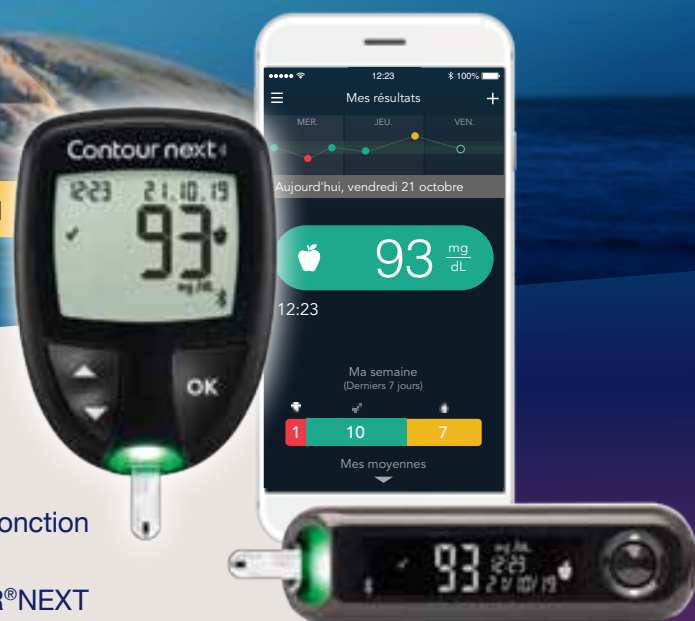 12:23
100%
Mes résultats
MER.
JEU.
VEN.
Aujourd'hui, vendredi 21 octobre
93 mg/dL
12:23
Ma semaine
(Derniers 7 jours)
1 10 7
Mes moyennes
Contour next
12:23 21.10.19
93
mg/dL
OK
onction
®NEXT
93
mg/dL
12:23
21/10/19